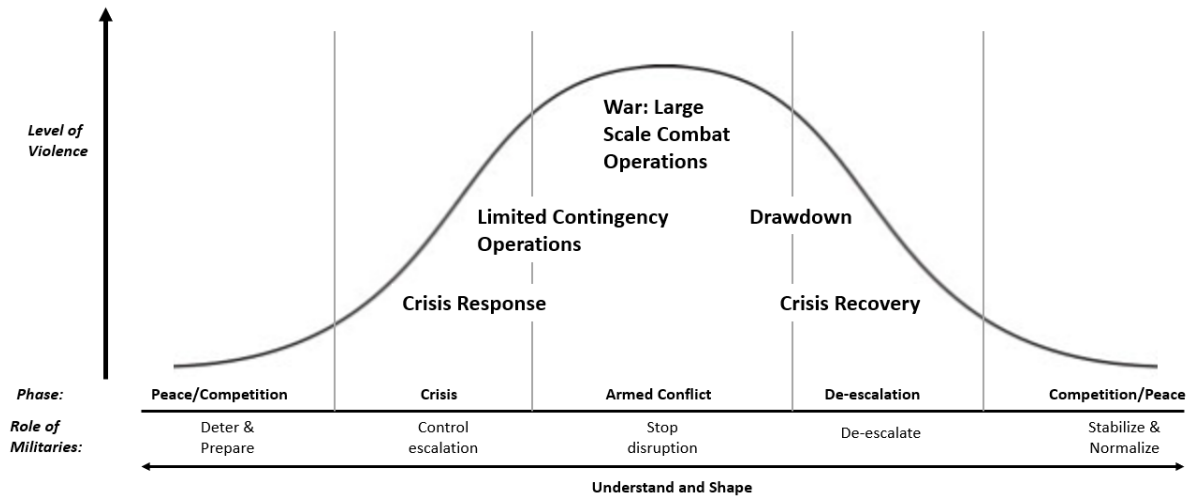 Level of
Violence
War: Large
Scale Combat
Operations
Limited Contingency
Operations
Drawdown
Crisis Response
Crisis Recovery
Phase:
Peace/Competition
Crisis
Armed Conflict
De-escalation
Competition/Peace
Role of
Militaries:
Deter &
Prepare
Control
escalation
Stop
disruption
De-escalate
Stabilize &
Normalize
Understand and Shape